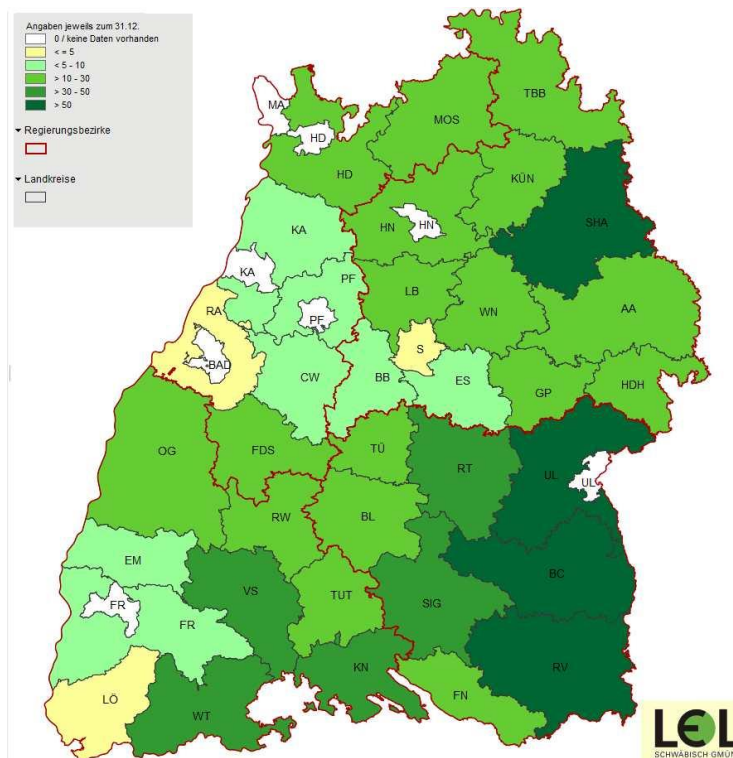 Angaben jeweils zum 31.12.
0 / keine Daten vorhanden
< = 5
< 5 - 10
> 10 - 30
> 30 - 50
> 50
Regierungsbezirke
Landkreise
MA
HD
MOS
TBB
HD
KÜN
KA
HN
HN
SHA
KA
PF
LB
WN
AA
RA
PF
BAD
S
CW
BB
ES
GP
HDH
OG
FDS
TÜ
RT
UL
UL
RW
BL
EM
VS
TUT
SIG
BC
FR
FR
KN
RV
LÖ
WT
FN
LEL
SCHWÄBISCH GMÜN